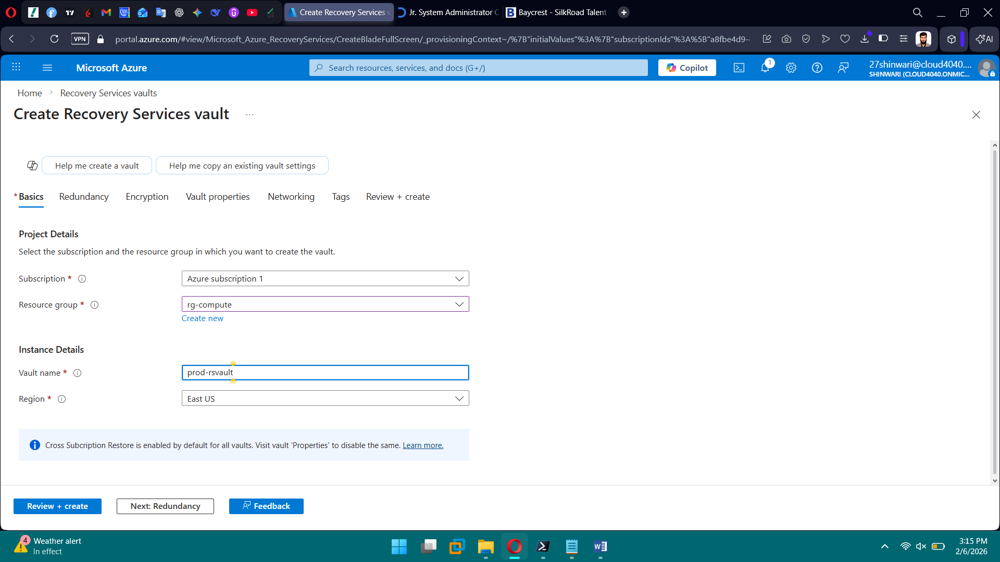 Create Recovery Services v
Jr. System Administrator C
Baycrest - SilkRoad Talent
VPN
portal.azure.com/#view/Microsoft_Azure_RecoveryServices/CreateBladeFullScreen/_provisioningContext~/%7B"initialValues"%3A%7B"subscriptionIds"%3A%5B"a8fbe4d9-
AI
Microsoft Azure
Search resources, services, and docs (G+/)
Copilot
1
27shinwari@cloud4040....
SHINWARI (CLOUD4040.ONMIC...
Home
Recovery Services vaults
Create Recovery Services vault
...
Help me create a vault
Help me copy an existing vault settings
* Basics
Redundancy
Encryption
Vault properties
Networking
Tags
Review + create
Project Details
Select the subscription and the resource group in which you want to create the vault.
Subscription *
Azure subscription 1
Resource group *
rg-compute
Create new
Instance Details
Vault name *
prod-rsvault
Region *
East US
Cross Subcription Restore is enabled by default for all vaults. Visit vault 'Properties' to disable the same. Learn more.
Review + create
Next: Redundancy
Feedback
4
Weather alert
In effect
3:15 PM
2/6/2026